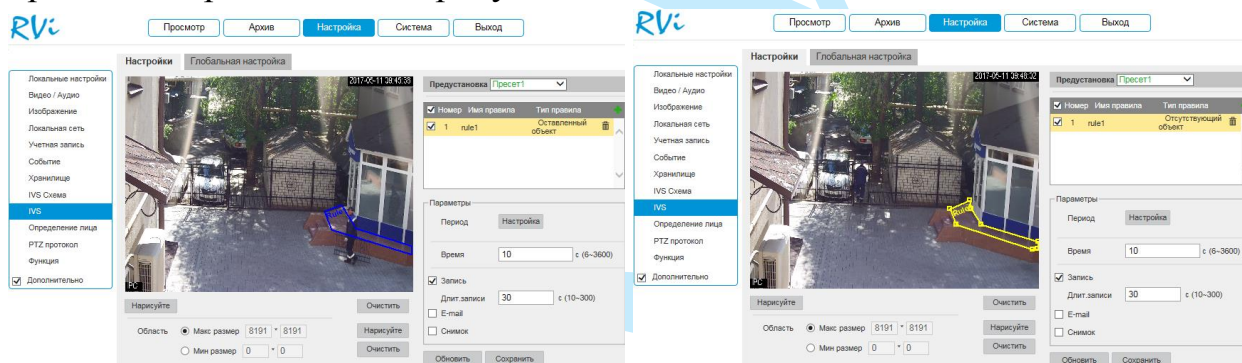 RVi
Просмотр
Архив
Настройка
Система
Выход
Настройки
Глобальная настройка
Локальные настройки
Видео / Аудио
Изображение
Локальная сеть
Учетная запись
Событие
Хранилище
IVS Схема
IVS
Определение лица
PTZ протокол
Функция
Дополнительно
Rule1
PC
Нарисуйте
Очистить
Область
Макс размер 8191 * 8191
Нарисуйте
Мин размер 0 * 0
Очистить
Предустановка Пресет1
Номер Имя правила Тип правила
1 rule1 Оставленный объект
Параметры
Период Настройка
Время 10 с (6~3600)
Запись
Длит.записи 30 с (10~300)
E-mail
Снимок
Обновить Сохранить
RVi
Просмотр
Архив
Настройка
Система
Выход
Настройки
Глобальная настройка
Локальные настройки
Видео / Аудио
Изображение
Локальная сеть
Учетная запись
Событие
Хранилище
IVS Схема
IVS
Определение лица
PTZ протокол
Функция
Дополнительно
PC
Нарисуйте
Очистить
Область
Макс размер 8191 * 8191
Нарисуйте
Мин размер 0 * 0
Очистить
Предустановка Пресет1
Номер Имя правила Тип правила
1 rule1 Отсутствующий объект
Параметры
Период Настройка
Время 10 с (6~3600)
Запись
Длит.записи 30 с (10~300)
E-mail
Снимок
Обновить Сохранить